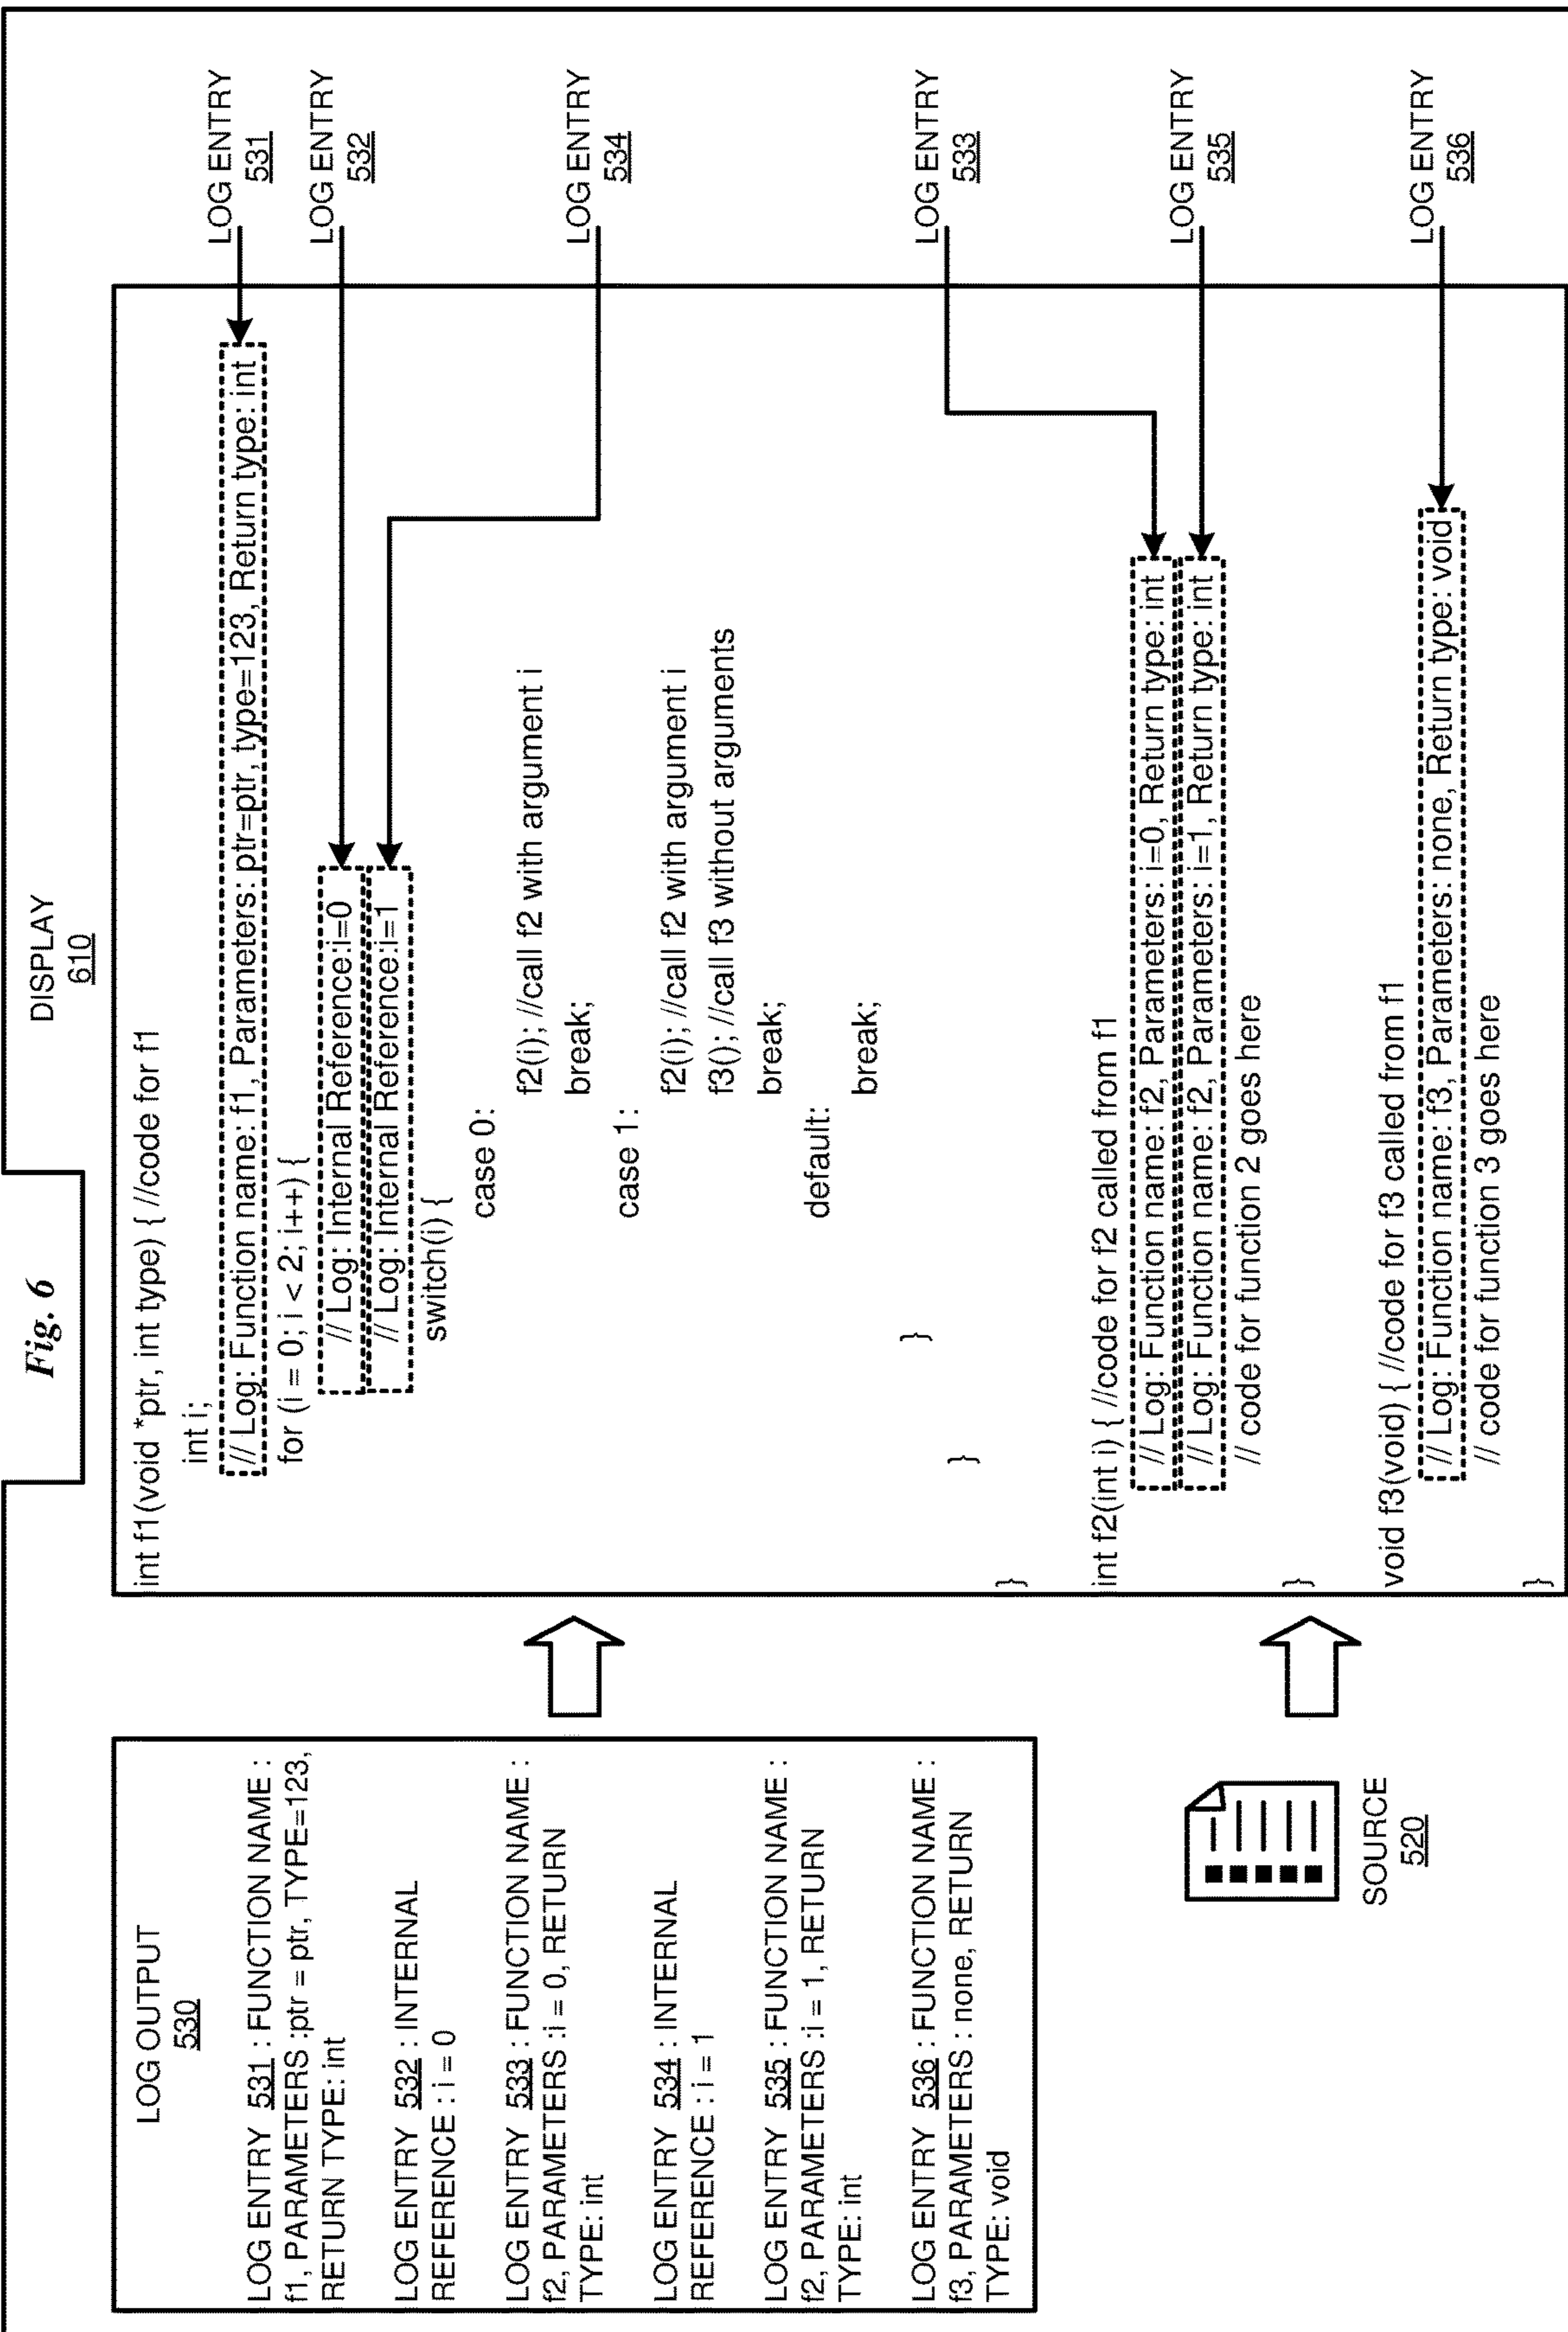 Fig. 6
LOG OUTPUT
530
LOG ENTRY 531 : FUNCTION NAME :
f1, PARAMETERS :ptr = ptr, TYPE=123,
RETURN TYPE: int
LOG ENTRY 532 : INTERNAL
REFERENCE : i = 0
LOG ENTRY 533 : FUNCTION NAME :
f2, PARAMETERS :i = 0, RETURN
TYPE: int
LOG ENTRY 534 : INTERNAL
REFERENCE : i = 1
LOG ENTRY 535 : FUNCTION NAME :
f2, PARAMETERS :i = 1, RETURN
TYPE: int
LOG ENTRY 536 : FUNCTION NAME :
f3, PARAMETERS : none, RETURN
TYPE: void
SOURCE
520
DISPLAY
610
int f1(void *ptr, int type) { //code for f1
int i;
// Log: Function name: f1, Parameters: ptr=ptr, type=123, Return type: int
for (i = 0; i < 2; i++) {
// Log: Internal Reference:i=0
// Log: Internal Reference:i=1
switch(i) {
case 0:
f2(i); //call f2 with argument i
break;
case 1:
f2(i); //call f2 with argument i
f3(); //call f3 without arguments
break;
default:
break;
}
}
}
int f2(int i) { //code for f2 called from f1
// Log: Function name: f2, Parameters: i=0, Return type: int
// Log: Function name: f2, Parameters: i=1, Return type: int
// code for function 2 goes here
}
void f3(void) { //code for f3 called from f1
// Log: Function name: f3, Parameters: none, Return type: void
// code for function 3 goes here
}
LOG ENTRY
531
LOG ENTRY
532
LOG ENTRY
534
LOG ENTRY
533
LOG ENTRY
535
LOG ENTRY
536